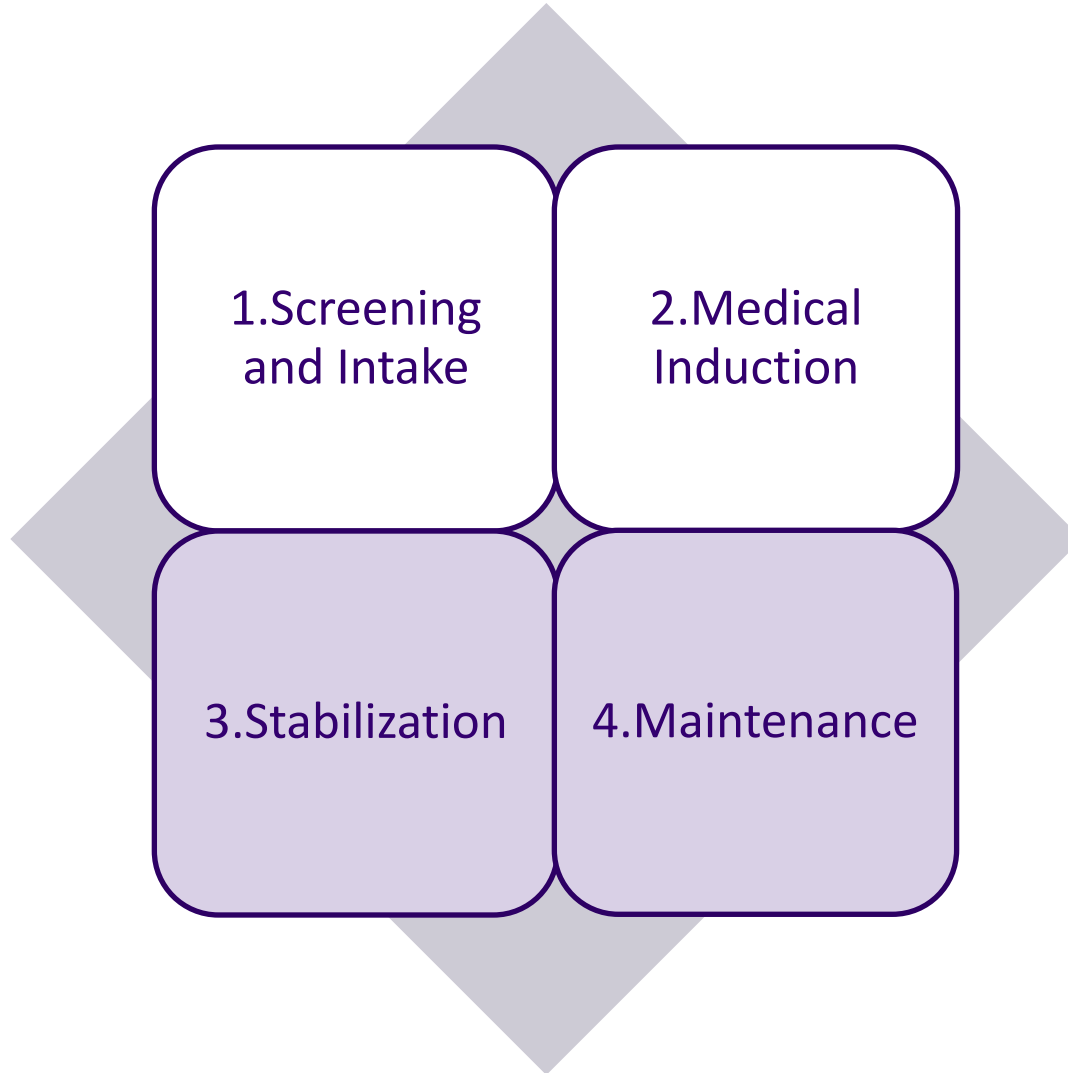 1.Screening
and Intake
2.Medical
Induction
3.Stabilization
4.Maintenance